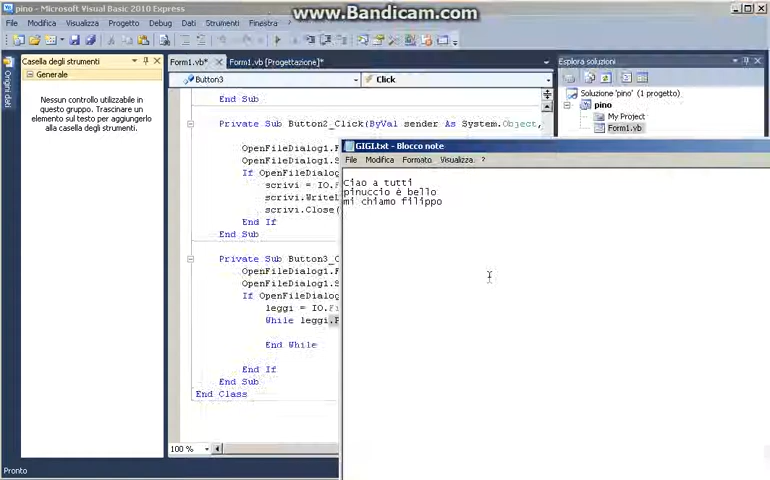 www.Bandicam.com
pino - Microsoft Visual Basic 2010 Express
File Modifica Visualizza Progetto Debug Dati Strumenti Finestra ?
Casella degli strumenti
Form1.vb* Form1.vb [Progettazione]*
Esplora soluzioni
Origini dati
Generale
Button3
Click
Nessun controllo utilizzabile in
questo gruppo. Trascinare un
elemento sul testo per aggiungerlo
alla casella degli strumenti.
Soluzione 'pino' (1 progetto)
pino
My Project
Form1.vb
End Sub
Private Sub Button2_Click(ByVal sender As System.Object,
OpenFileDialog1.F
OpenFileDialog1.S
If OpenFileDialog
scrivi = IO.F
scrivi.WriteL
scrivi.Close(
End If
End Sub
Private Sub Button3_C
OpenFileDialog1.F
OpenFileDialog1.S
If OpenFileDialog
leggi = IO.Fi
While leggi.P
End While
End If
End Sub
End Class
GIGI.txt - Blocco note
File Modifica Formato Visualizza ?
Ciao a tutti
pinuccio è bello
mi chiamo filippo
100 %
Pronto